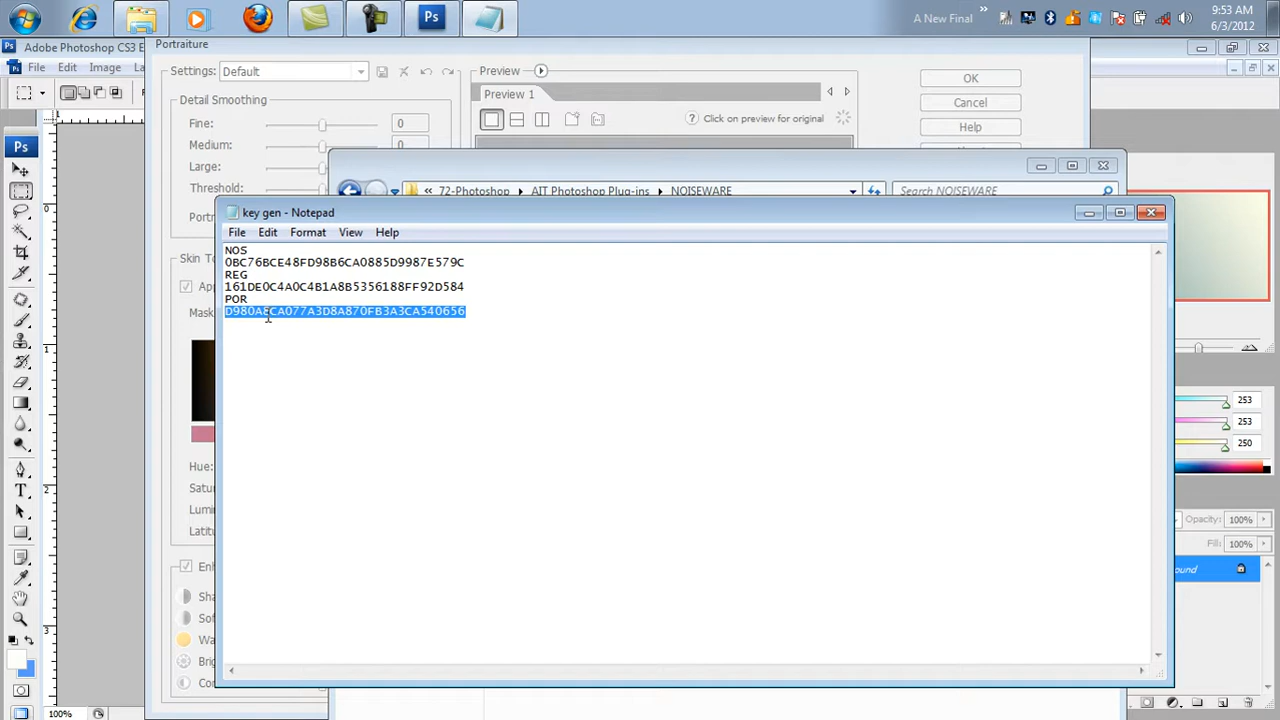 9:53 AM
A New Final
6/3/2012
Adobe Photoshop CS3 E
Portraiture
File Edit Image
Settings: Default
Preview
OK
Detail Smoothing
Preview 1
Cancel
Fine: 0
Click on preview for original
Help
Medium: 0
Large:
Threshold:
72-Photoshop AIT Photoshop Plug-ins NOISEWARE
Search NOISEWARE
key gen - Notepad
File Edit Format View Help
NOS
0BC76BCE48FD98B6CA0885D9987E579C
REG
161DE0C4A0C4B1A8B5356188FF92D584
POR
D980A8CA077A3D8A870FB3A3CA540656
Hue:
253
253
250
Opacity: 100%
Fill: 100%
100%